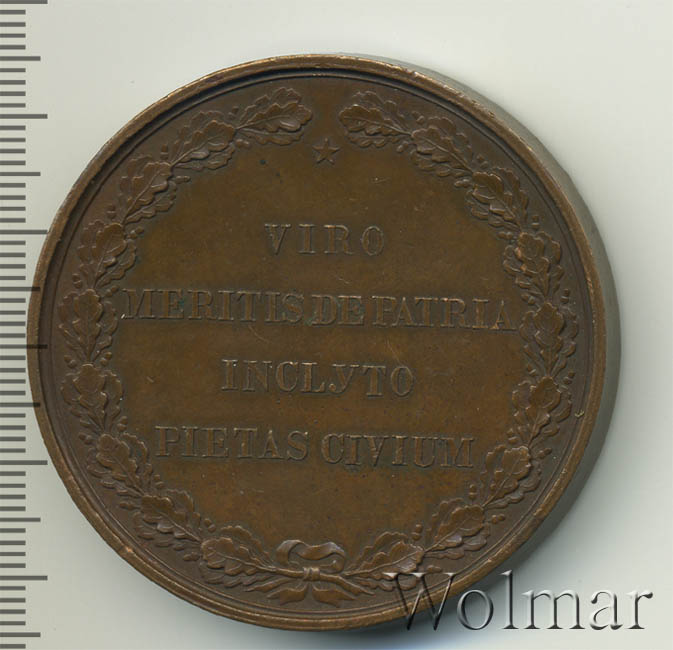 VIRO
MERITIS DE PATRIA
INCLYTO
PIETAS CIVIUM
Wolmar